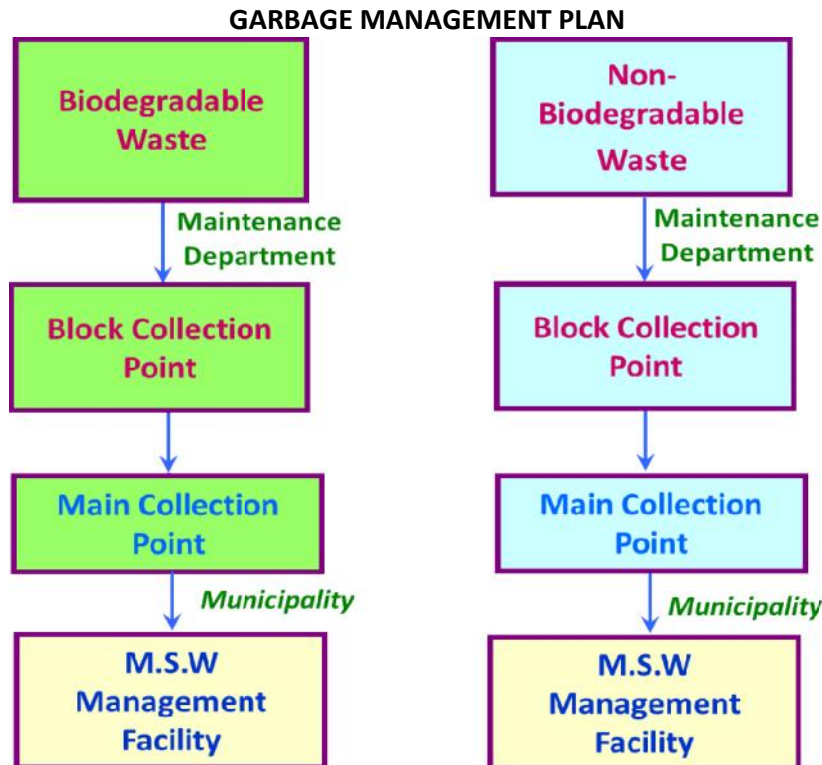 GARBAGE MANAGEMENT PLAN
Biodegradable
Waste
Maintenance
Department
Block Collection
Point
Main Collection
Point
Municipality
M.S.W
Management
Facility
Non-
Biodegradable
Waste
Maintenance
Department
Block Collection
Point
Main Collection
Point
Municipality
M.S.W
Management
Facility